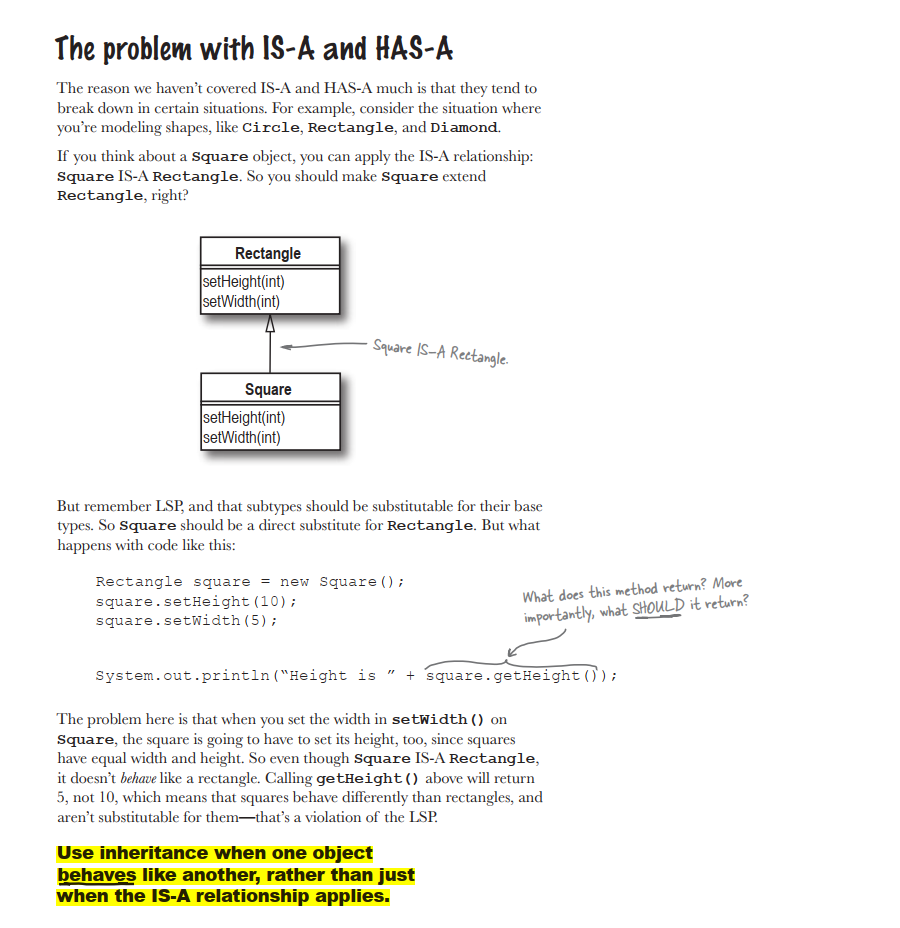 The problem with IS-A and HAS-A
The reason we haven't covered IS-A and HAS-A much is that they tend to
break down in certain situations. For example, consider the situation where
you're modeling shapes, like Circle, Rectangle, and Diamond.
If you think about a Square object, you can apply the IS-A relationship:
Square IS-A Rectangle. So you should make Square extend
Rectangle, right?
Rectangle
setHeight(int)
setWidth(int)
Square IS-A Rectangle.
Square
setHeight(int)
setWidth(int)
But remember LSP, and that subtypes should be substitutable for their base
types. So Square should be a direct substitute for Rectangle. But what
happens with code like this:
Rectangle square = new Square();
square.setHeight(10);
square.setWidth(5);
What does this method return? More
importantly, what SHOULD it return?
System.out.println(“Height is ” + square.getHeight());
The problem here is that when you set the width in setWidth() on
Square, the square is going to have to set its height, too, since squares
have equal width and height. So even though Square IS-A Rectangle,
it doesn't behave like a rectangle. Calling getHeight() above will return
5, not 10, which means that squares behave differently than rectangles, and
aren't substitutable for them—that's a violation of the LSP.
Use inheritance when one object
behaves like another, rather than just
when the IS-A relationship applies.